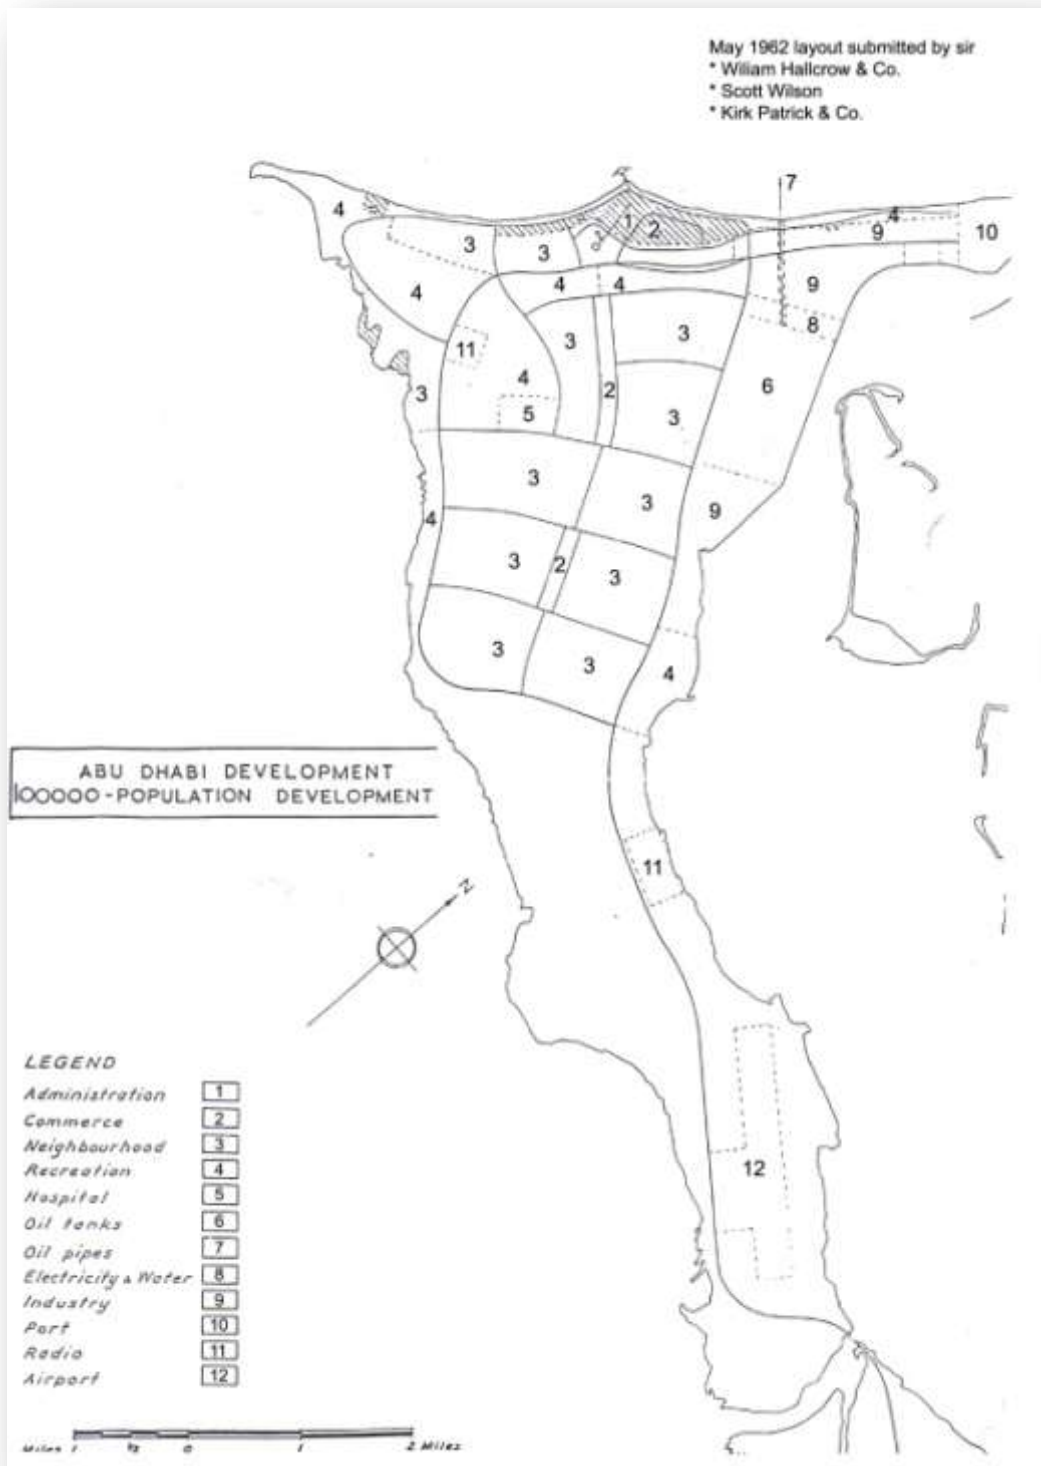 May 1962 layout submitted by sir
* Wiliam Hallcrow & Co.
* Scott Wilson
* Kirk Patrick & Co.
7
4
4
1
2
9
10
3
3
4
4
4
9
8
11
3
3
4
2
6
3
5
3
3
3
9
4
3
2
3
3
3
4
ABU DHABI DEVELOPMENT
100000-POPULATION DEVELOPMENT
11
N
12
LEGEND
Administration 1
Commerce 2
Neighbourhood 3
Recreation 4
Hospital 5
Oil tanks 6
Oil pipes 7
Electricity & Water 8
Industry 9
Port 10
Radio 11
Airport 12
Miles 1 ½ 0 1 2 Miles